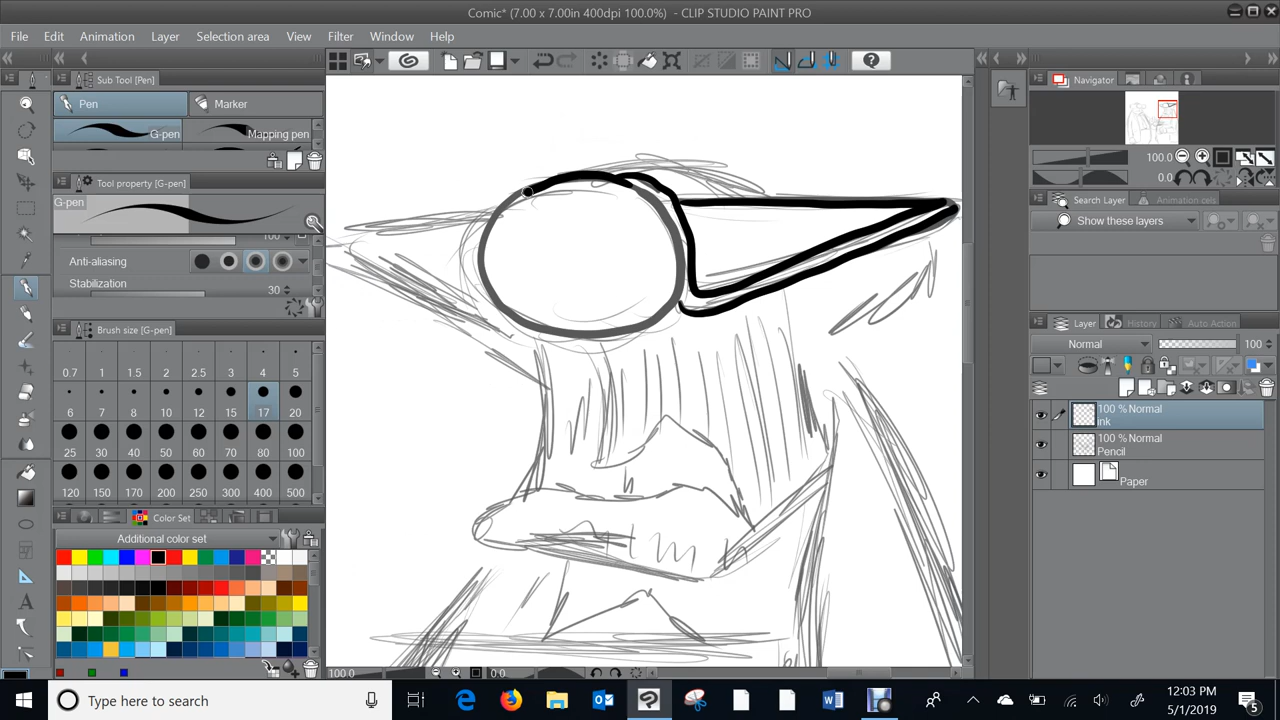 Comic* (7.00 x 7.00in 400dpi 100.0%) - CLIP STUDIO PAINT PRO
File Edit Animation Layer Selection area View Filter Window Help
Sub Tool [Pen]
Pen Marker
G-pen Mapping pen
Tool property [G-pen]
G-pen
100
Anti-aliasing
Stabilization
30
Brush size [G-pen]
0.7 1 1.5 2 2.5 3 4 5
6 7 8 10 12 15 17 20
25 30 40 50 60 70 80 100
120 150 170 200 250 300 400 500
Color Set
Additional color set
Navigator
100.0
Search Layer Animation cels
Show these layers
Layer History Auto Action
Normal 100
100 % Normal
ink
100 % Normal
Pencil
Paper
100.0 0.0
Type here to search
12:03 PM
5/1/2019
5